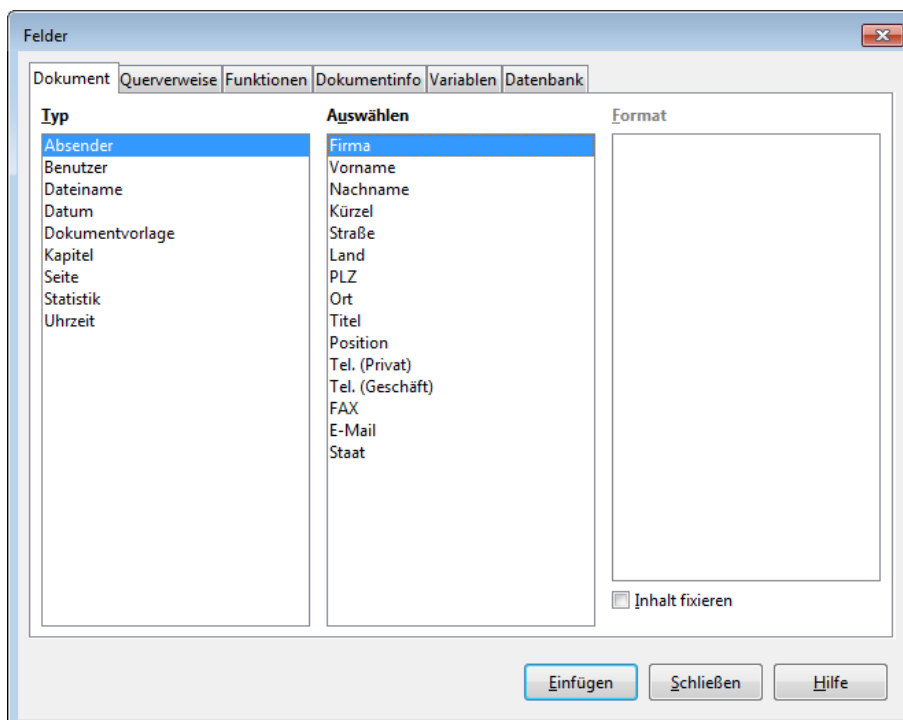 Felder
Dokument Querverweise Funktionen Dokumentinfo Variablen Datenbank
Typ
Absender
Benutzer
Dateiname
Datum
Dokumentvorlage
Kapitel
Seite
Statistik
Uhrzeit
Auswählen
Firma
Vorname
Nachname
Kürzel
Straße
Land
PLZ
Ort
Titel
Position
Tel. (Privat)
Tel. (Geschäft)
FAX
E-Mail
Staat
Format
Inhalt fixieren
Einfügen Schließen Hilfe